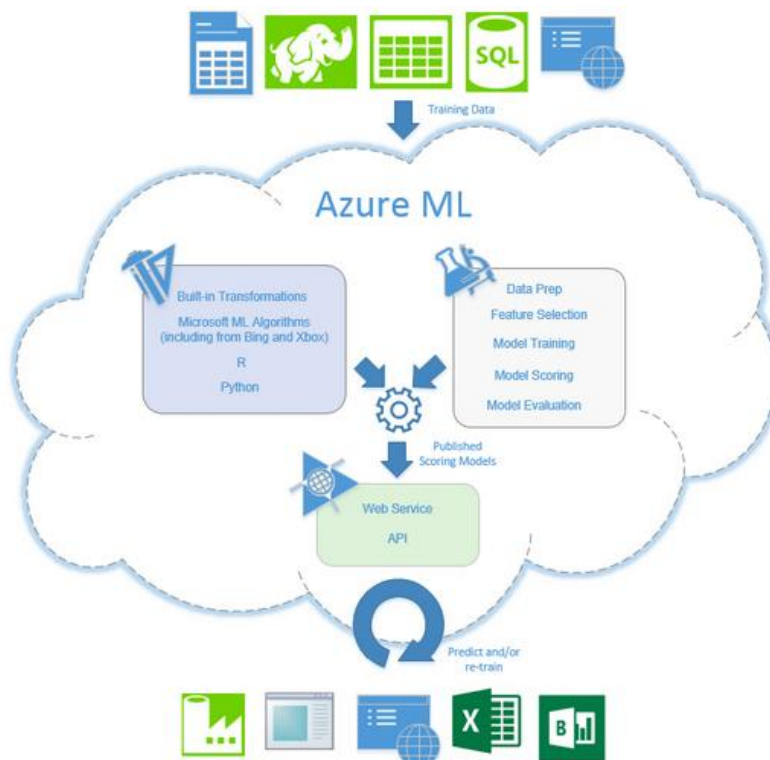 SQL
Training Data
Azure ML
Built-in Transformations
Microsoft ML Algorithms
(including from Bing and Xbox)
R
Python
Data Prep
Feature Selection
Model Training
Model Scoring
Model Evaluation
Published
Scoring Models
Web Service
API
Predict and/or
re-train
X
B